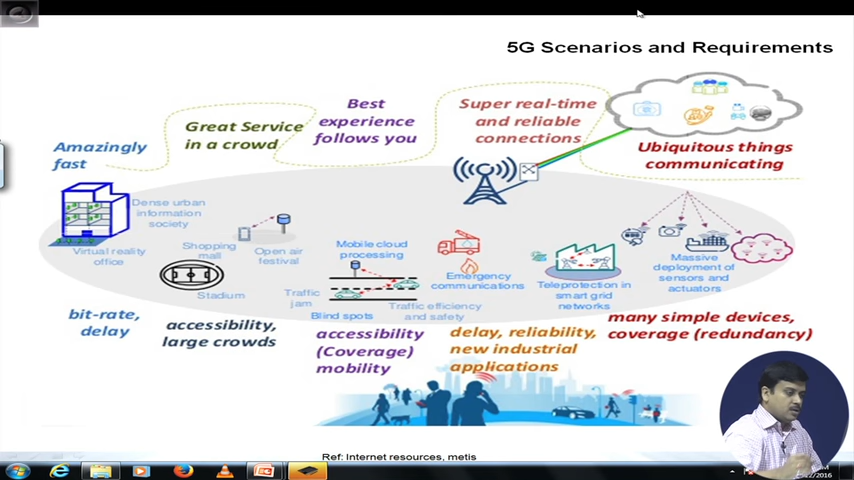 5G Scenarios and Requirements
Amazingly
fast
Great Service
in a crowd
Best
experience
follows you
Super real-time
and reliable
connections
Ubiquitous things
communicating
Dense urban
information
society
Virtual reality
office
Shopping
mall
Open air
festival
Stadium
Mobile cloud
processing
Traffic
jam
Blind spots
Traffic efficiency
and safety
Emergency
communications
Teleprotection in
smart grid
networks
Massive
deployment of
sensors and
actuators
bit-rate,
delay
accessibility,
large crowds
accessibility
(Coverage)
mobility
delay, reliability,
new industrial
applications
many simple devices,
coverage (redundancy)
Ref: Internet resources, metis